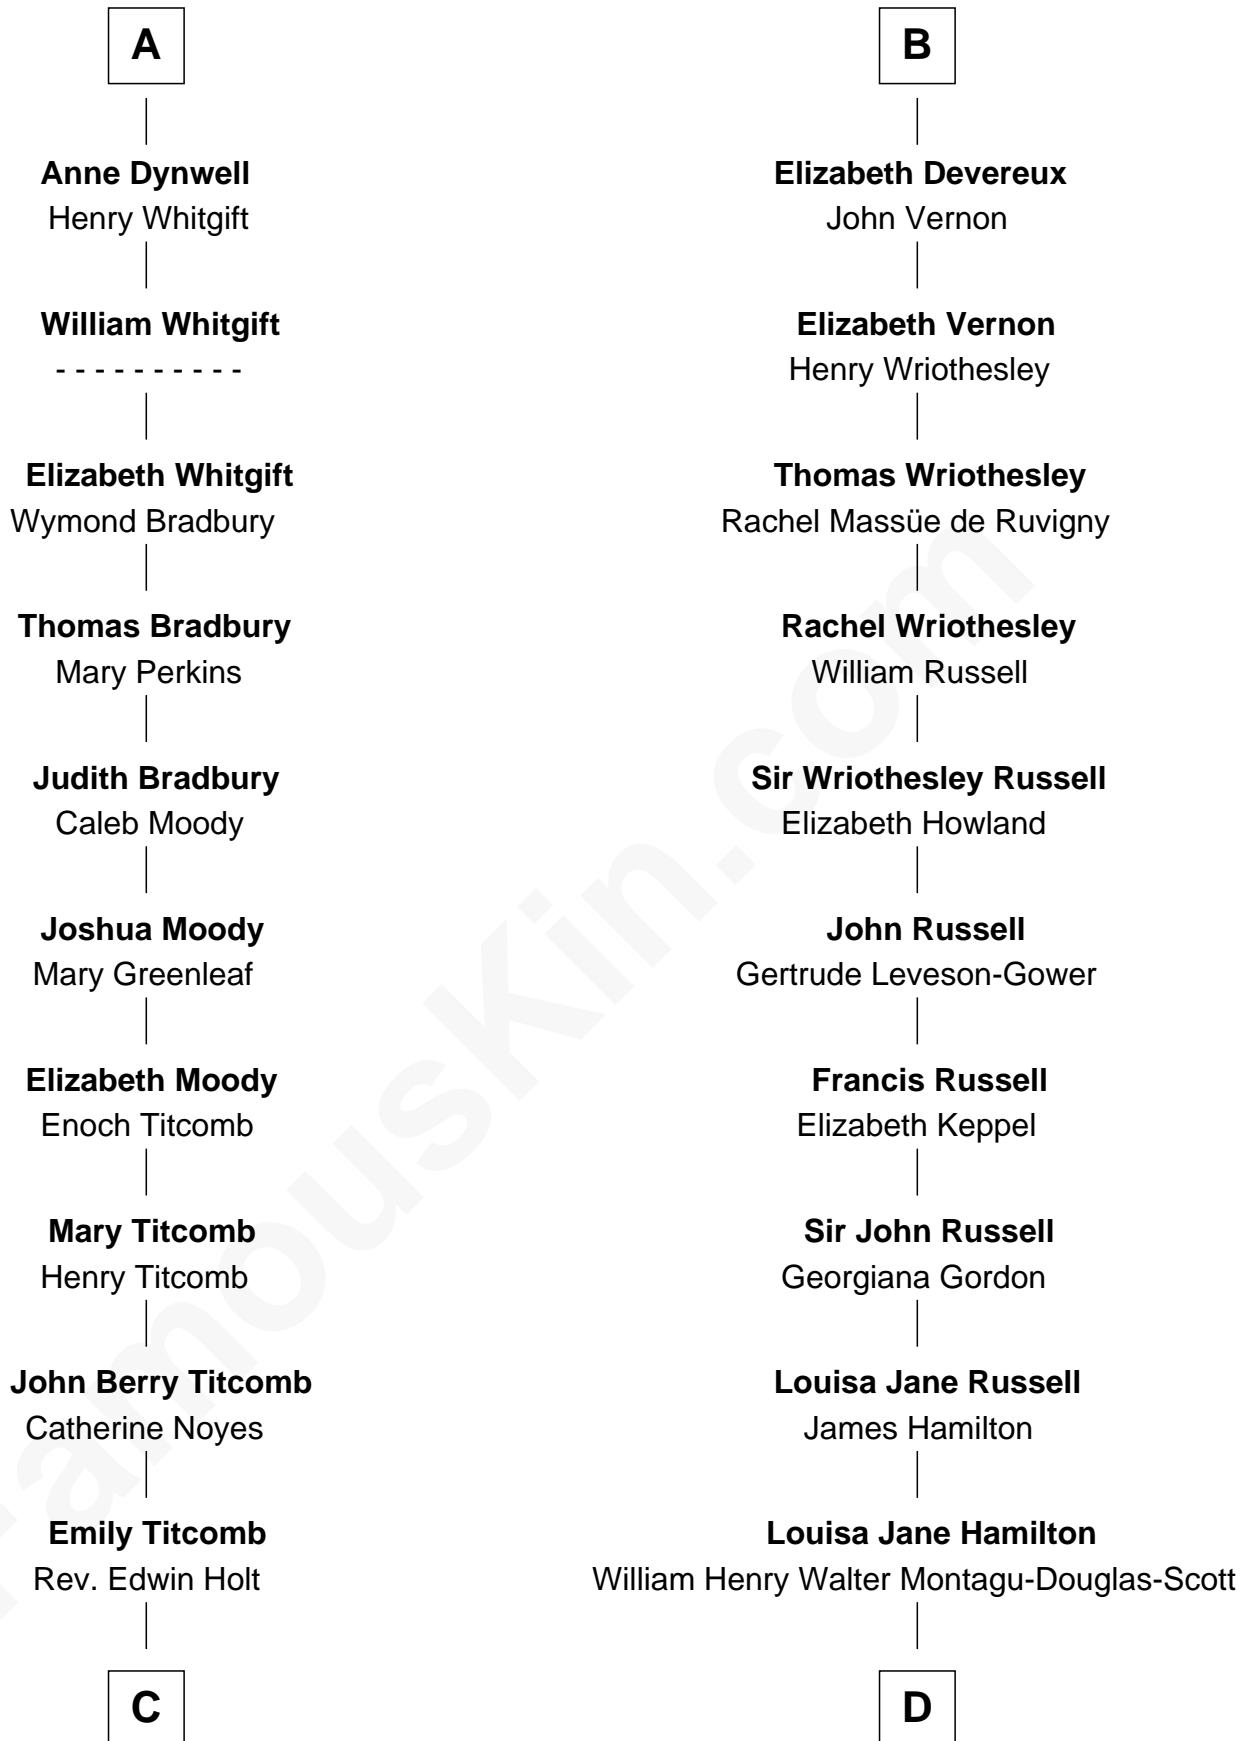 A
Anne Dynwell
Henry Whitgift
William Whitgift
- - - - - - - - - -
Elizabeth Whitgift
Wymond Bradbury
Thomas Bradbury
Mary Perkins
Judith Bradbury
Caleb Moody
Joshua Moody
Mary Greenleaf
Elizabeth Moody
Enoch Titcomb
Mary Titcomb
Henry Titcomb
John Berry Titcomb
Catherine Noyes
Emily Titcomb
Rev. Edwin Holt
C
B
Elizabeth Devereux
John Vernon
Elizabeth Vernon
Henry Wriothesley
Thomas Wriothesley
Rachel Massüe de Ruvigny
Rachel Wriothesley
William Russell
Sir Wriothesley Russell
Elizabeth Howland
John Russell
Gertrude Leveson-Gower
Francis Russell
Elizabeth Keppel
Sir John Russell
Georgiana Gordon
Louisa Jane Russell
James Hamilton
Louisa Jane Hamilton
William Henry Walter Montagu-Douglas-Scott
D
FamousKin.com